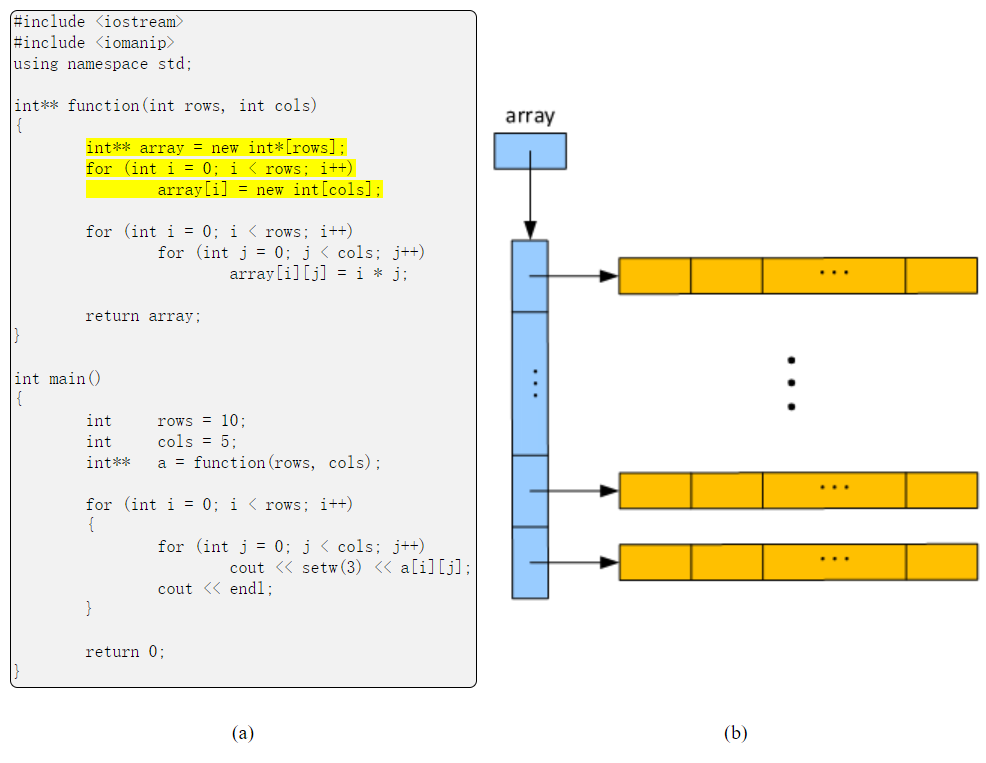 #include <iostream>
#include <iomanip>
using namespace std;
int** function(int rows, int cols)
{
int** array = new int*[rows];
for (int i = 0; i < rows; i++)
array[i] = new int[cols];
for (int i = 0; i < rows; i++)
for (int j = 0; j < cols; j++)
array[i][j] = i * j;
return array;
}
int main()
{
int rows = 10;
int cols = 5;
int** a = function(rows, cols);
for (int i = 0; i < rows; i++)
{
for (int j = 0; j < cols; j++)
cout << setw(3) << a[i][j];
cout << endl;
}
return 0;
}
(a)
array
(b)